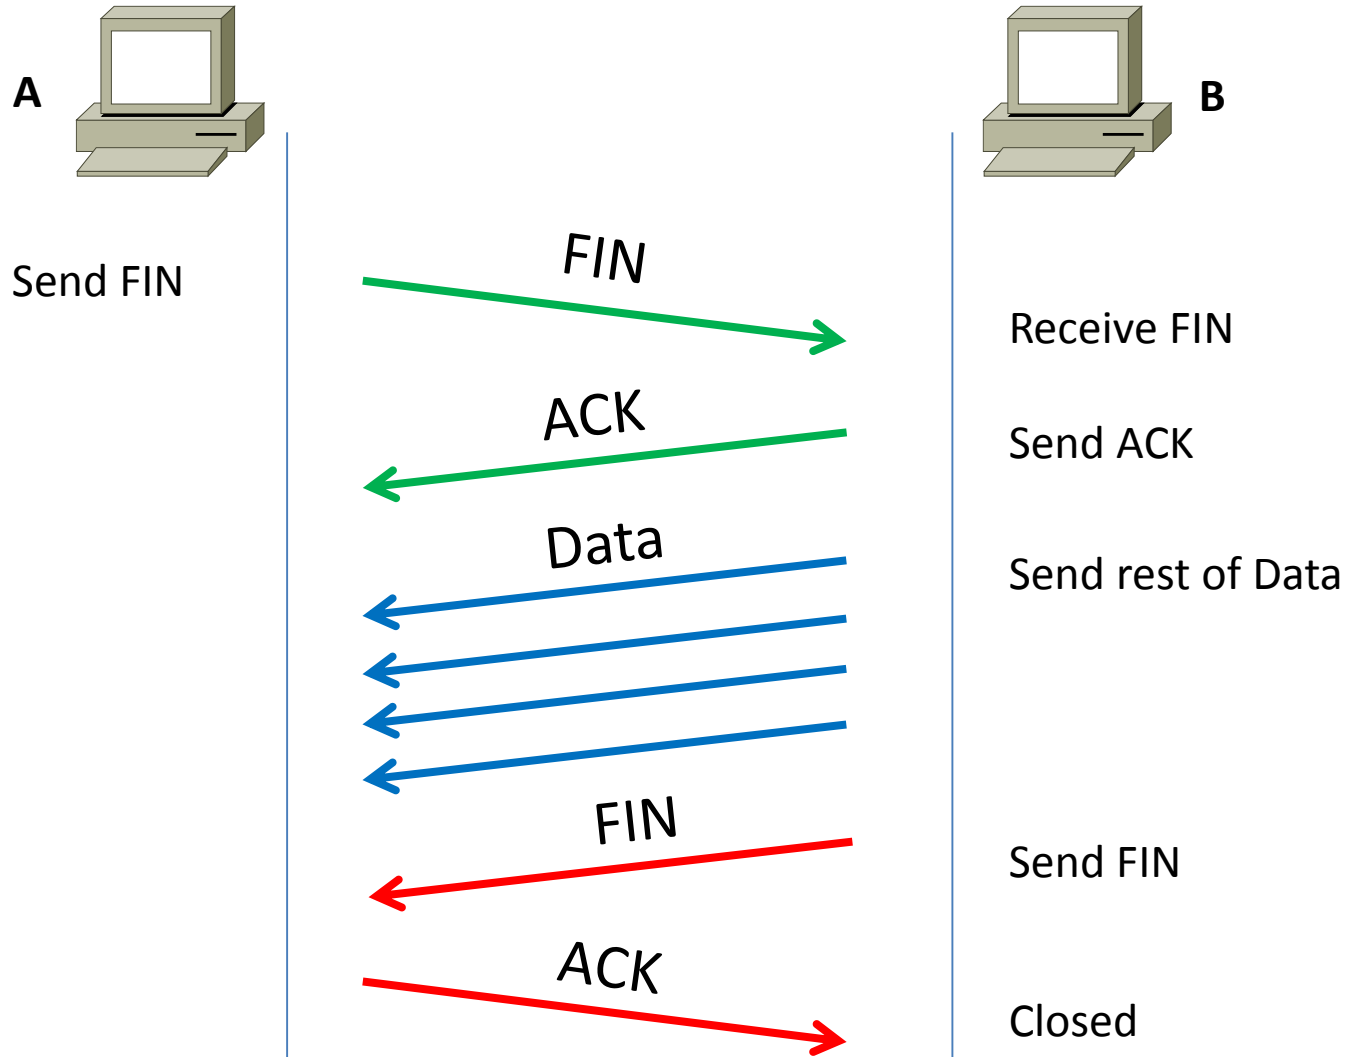 A
B
FIN
Send FIN
Receive FIN
ACK
Send ACK
Data
Send rest of Data
FIN
Send FIN
ACK
Closed